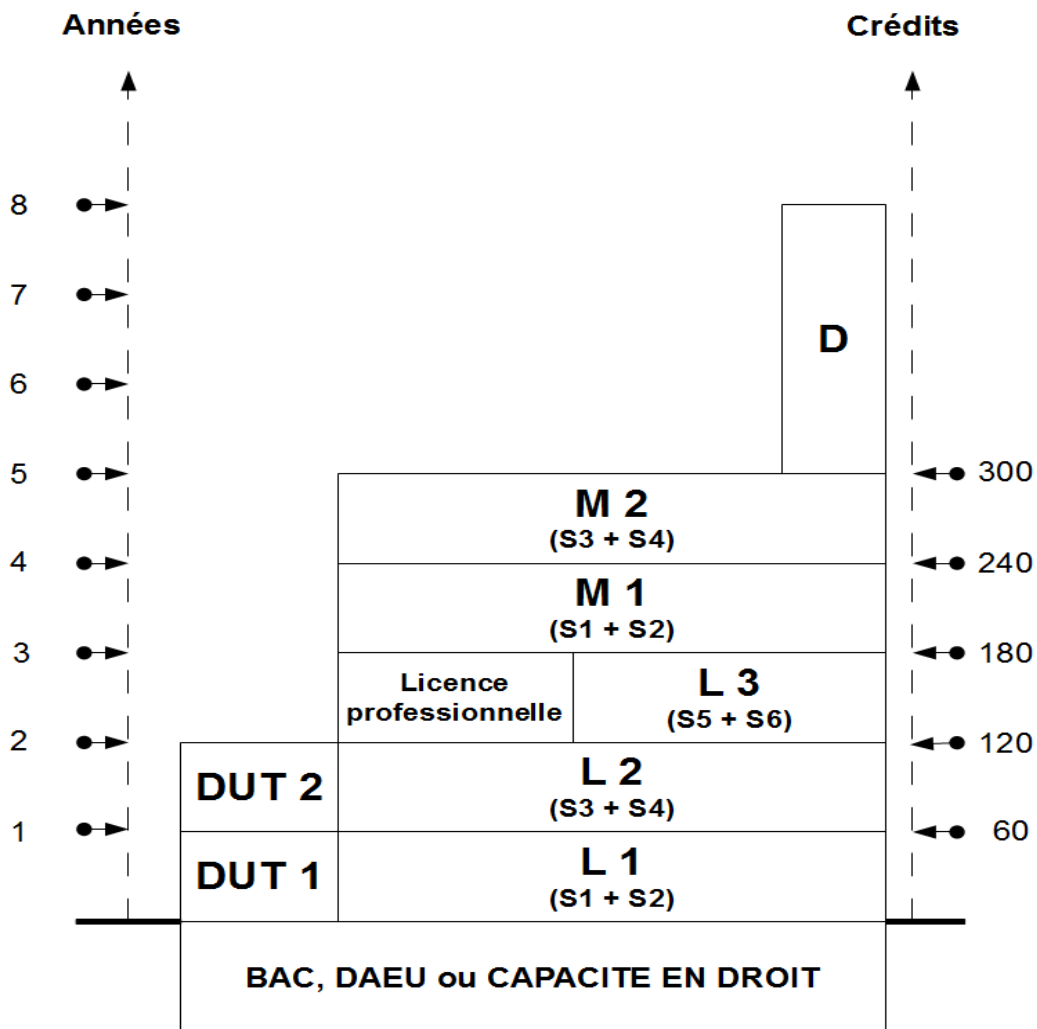 Années
Crédits
8
7
D
6
5
300
M 2
(S3 + S4)
4
240
M 1
(S1 + S2)
3
180
Licence
professionnelle
L 3
(S5 + S6)
2
120
DUT 2
L 2
(S3 + S4)
1
60
DUT 1
L 1
(S1 + S2)
BAC, DAEU ou CAPACITE EN DROIT